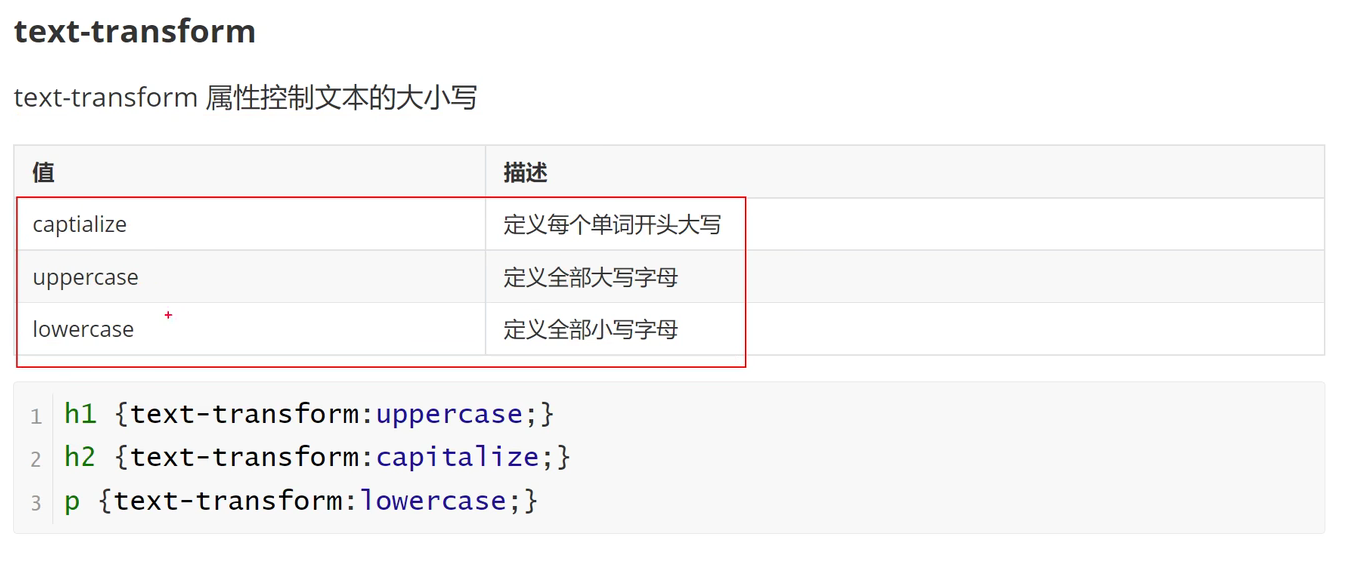 text-transform
text-transform 属性控制文本的大小写
值 描述
captialize 定义每个单词开头大写
uppercase 定义全部大写字母
lowercase 定义全部小写字母
1 h1 {text-transform:uppercase;}
2 h2 {text-transform:capitalize;}
3 p {text-transform:lowercase;}